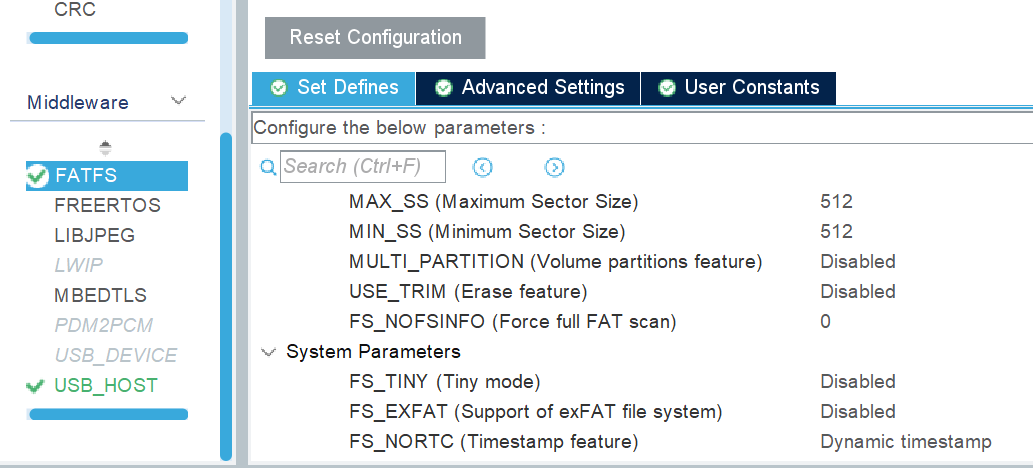 CRC
Middleware
FATFS
FREERTOS
LIBJPEG
LWIP
MBEDTLS
PDM2PCM
USB_DEVICE
USB_HOST
Reset Configuration
Set Defines
Advanced Settings
User Constants
Configure the below parameters :
Search (Ctrl+F)
MAX_SS (Maximum Sector Size) 512
MIN_SS (Minimum Sector Size) 512
MULTI_PARTITION (Volume partitions feature) Disabled
USE_TRIM (Erase feature) Disabled
FS_NOFSINFO (Force full FAT scan) 0
System Parameters
FS_TINY (Tiny mode) Disabled
FS_EXFAT (Support of exFAT file system) Disabled
FS_NORTC (Timestamp feature) Dynamic timestamp